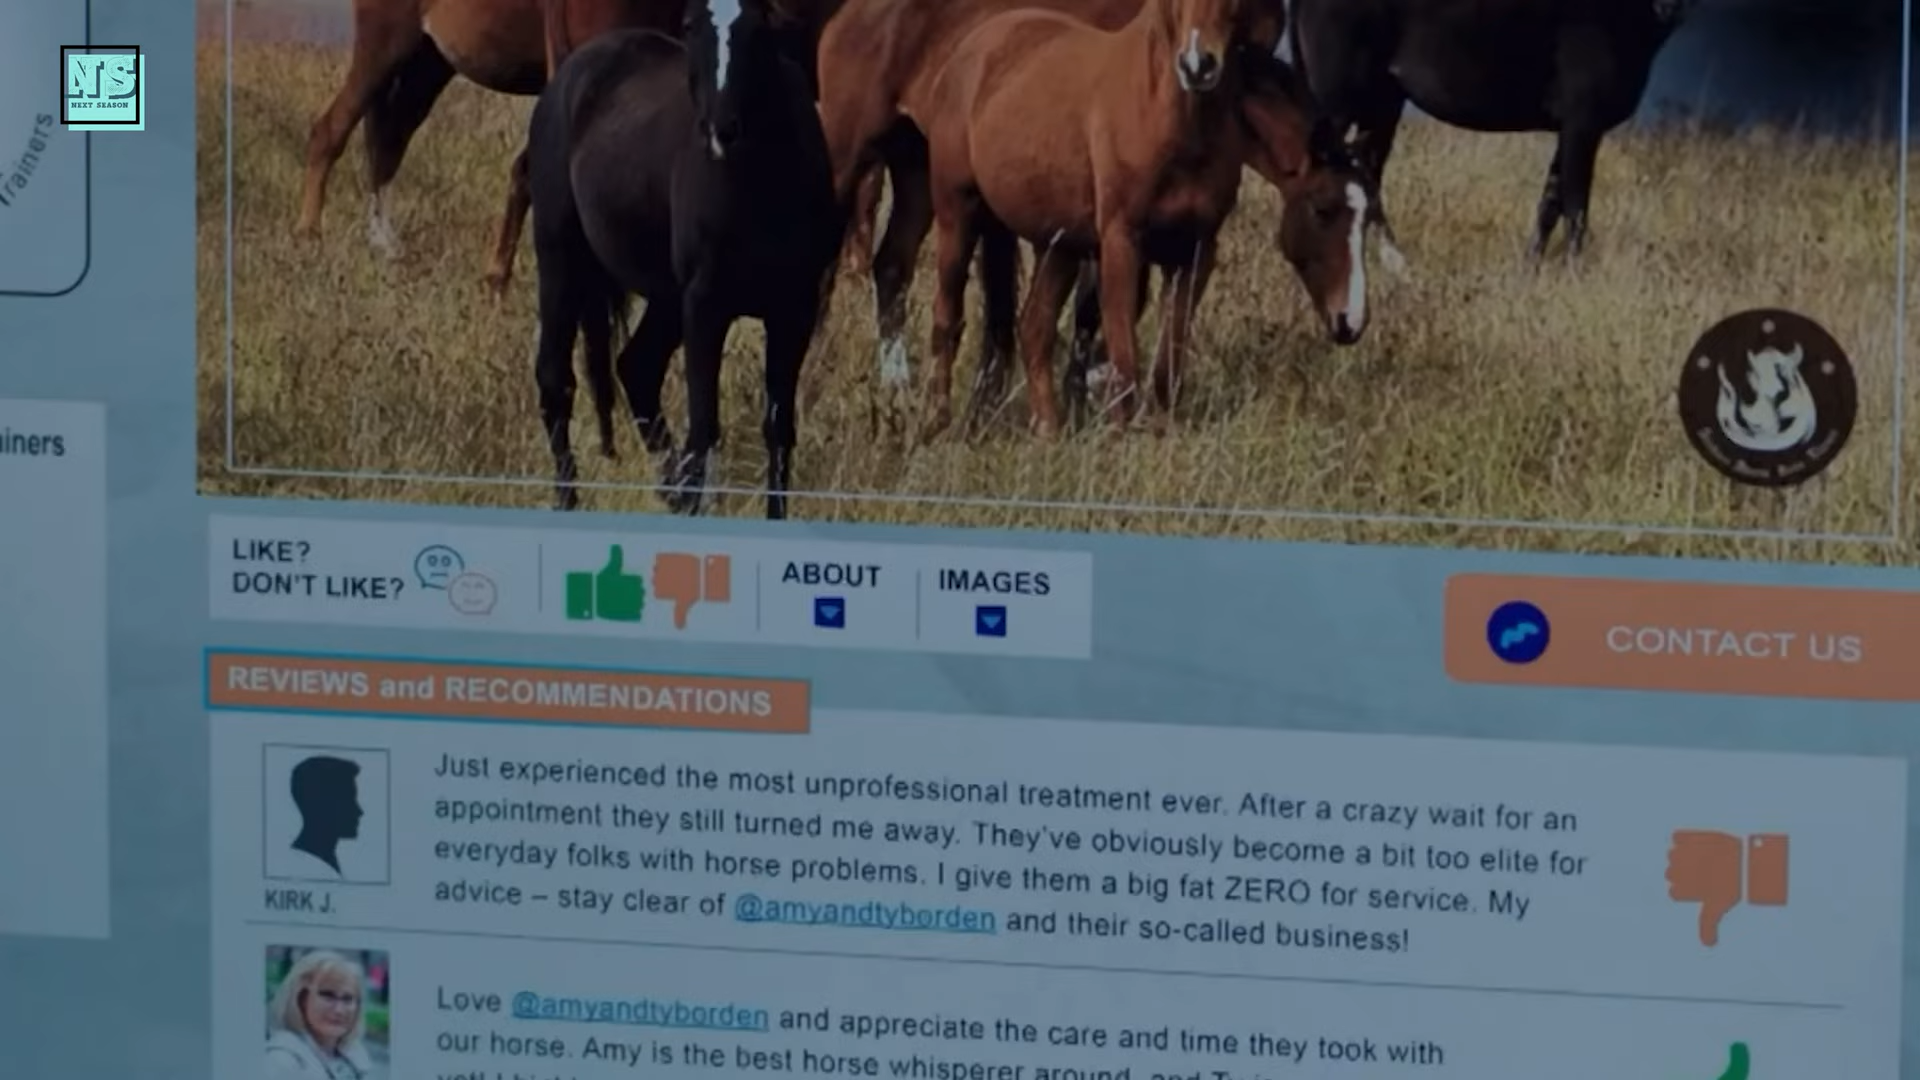 NS
NEXT SEASON
Trainers
ainers
LIKE?
DON'T LIKE?
ABOUT
IMAGES
CONTACT US
REVIEWS and RECOMMENDATIONS
Just experienced the most unprofessional treatment ever. After a crazy wait for an
appointment they still turned me away. They've obviously become a bit too elite for
everyday folks with horse problems. I give them a big fat ZERO for service. My
advice – stay clear of @amyandtyborden and their so-called business!
KIRK J.
Love @amyandtyborden and appreciate the care and time they took with
our horse. Amy is the best horse whisperer around, and